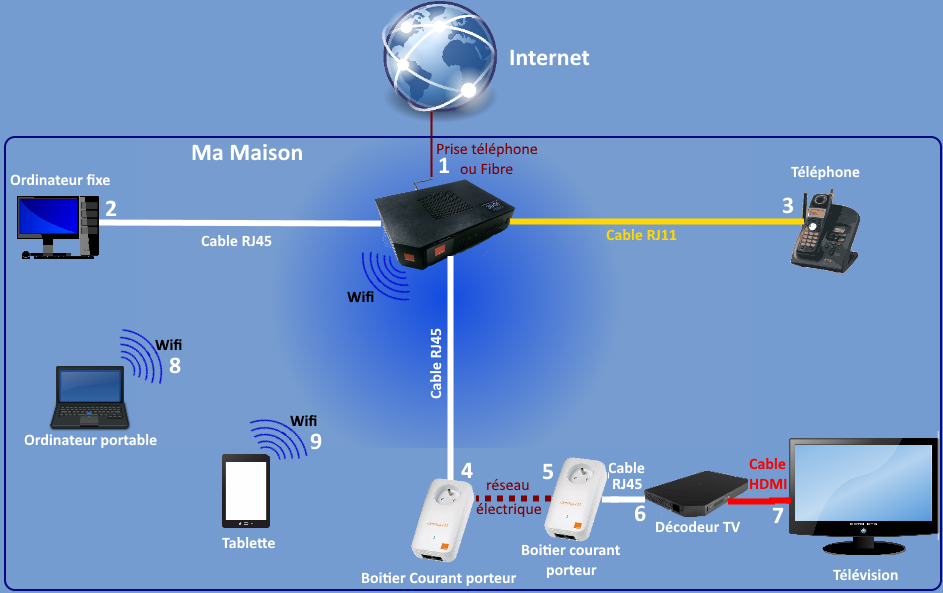 Internet
Ma Maison
Prise téléphone
1
ou Fibre
Ordinateur fixe
2
Cable RJ45
Téléphone
3
Cable RJ11
Wifi
Cable RJ45
Wifi
8
Ordinateur portable
Wifi
9
Tablette
4
réseau
électrique
5
Cable
RJ45
6
Cable
HDMI
7
Décodeur TV
Boitier Courant porteur
Boitier courant
porteur
Télévision